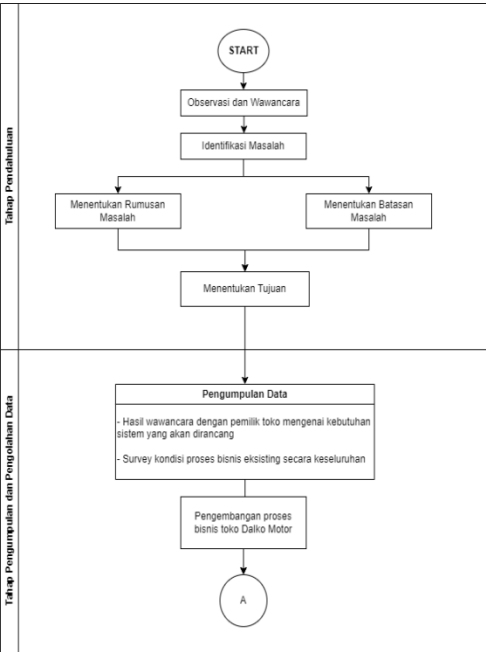 Tahap Pendahuluan
START
Observasi dan Wawancara
Identifikasi Masalah
Menentukan Rumusan
Masalah
Menentukan Batasan
Masalah
Menentukan Tujuan
Tahap Pengumpulan dan Pengolahan Data
Pengumpulan Data
- Hasil wawancara dengan pemilik toko mengenai kebutuhan
sistem yang akan dirancang
- Survey kondisi proses bisnis eksisting secara keseluruhan
Pengembangan proses
bisnis toko Dalko Motor
A